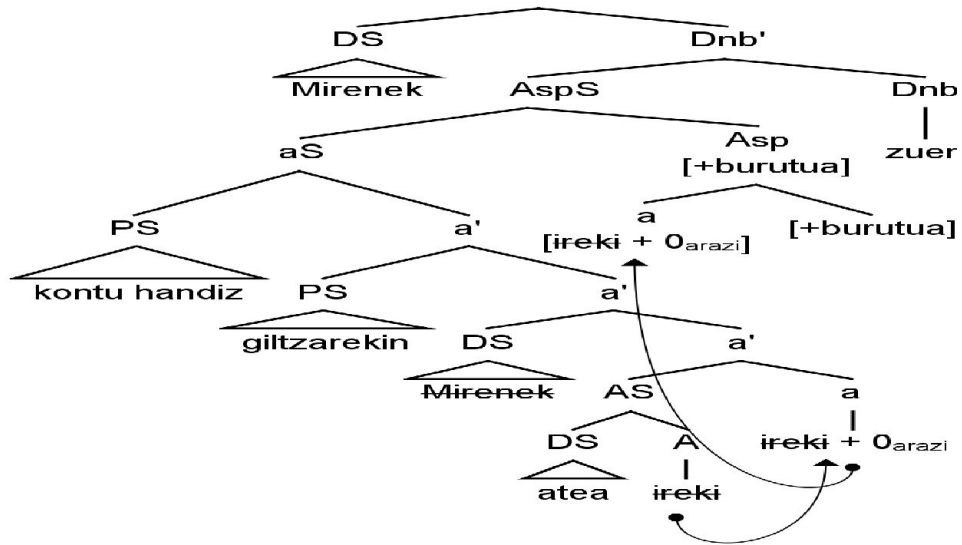 DS Dnb'
Mirenek AspS Dnb
aS Asp zuen
[+burutua]
PS a' a [+burutua]
[ireki + 0arazi]
kontu handiz PS a'
giltzarekin DS a'
Mirenek AS a
DS A ireki + 0arazi
atea ireki